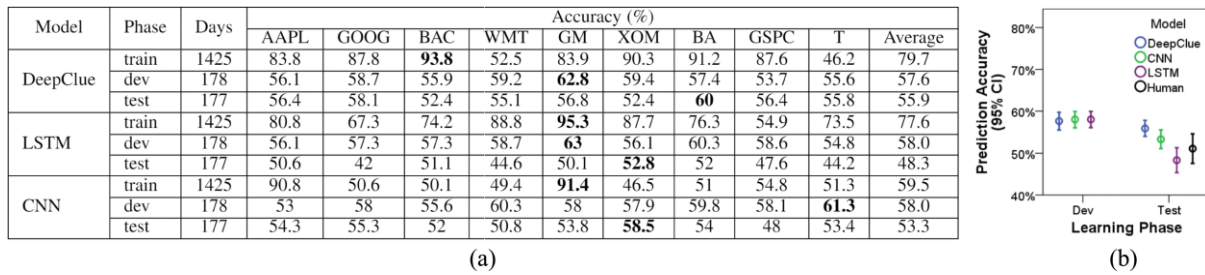 Model Phase Days Accuracy (%)
AAPL GOOG BAC WMT GM XOM BA GSPC T Average
DeepClue train 1425 83.8 87.8 93.8 52.5 83.9 90.3 91.2 87.6 46.2 79.7
dev 178 56.1 58.7 55.9 59.2 62.8 59.4 57.4 53.7 55.6 57.6
test 177 56.4 58.1 52.4 55.1 56.8 52.4 60 56.4 55.8 55.9
LSTM train 1425 80.8 67.3 74.2 88.8 95.3 87.7 76.3 54.9 73.5 77.6
dev 178 56.1 57.3 57.3 58.7 63 56.1 60.3 58.6 54.8 58.0
test 177 50.6 42 51.1 44.6 50.1 52.8 52 47.6 44.2 48.3
CNN train 1425 90.8 50.6 50.1 49.4 91.4 46.5 51 54.8 51.3 59.5
dev 178 53 58 55.6 60.3 58 57.9 59.8 58.1 61.3 58.0
test 177 54.3 55.3 52 50.8 53.8 58.5 54 48 53.4 53.3
(a)
Prediction Accuracy
(95% CI)
80%
70%
60%
50%
40%
Model
DeepClue
CNN
LSTM
Human
Dev Test
Learning Phase
(b)